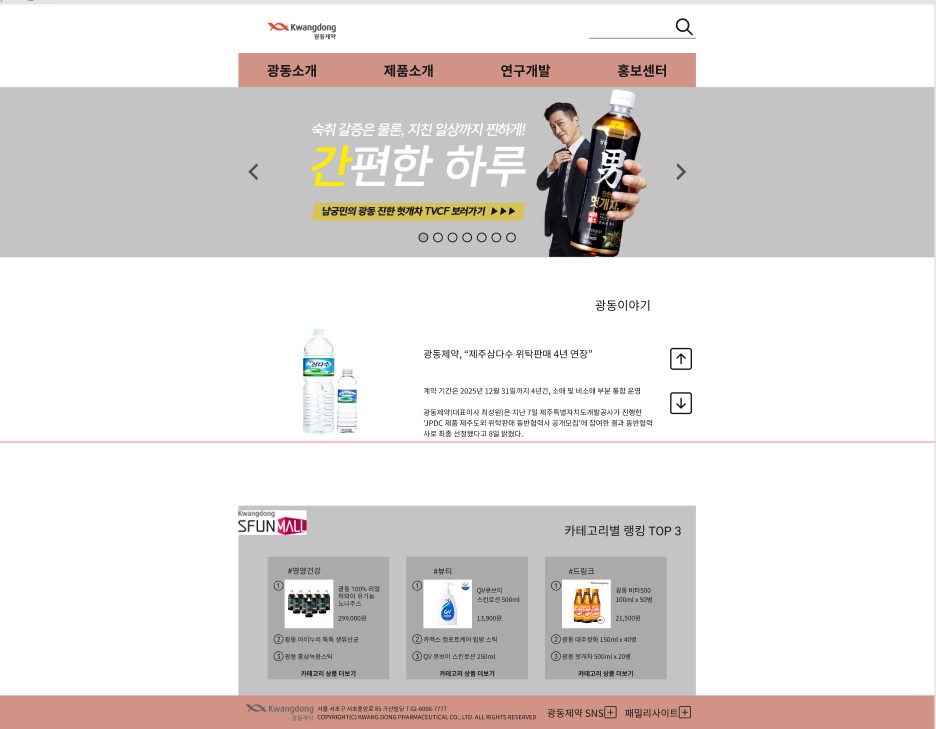 Kwangdong
광동제약
광동소개 제품소개 연구개발 홍보센터
숙취 갈증은 물론, 지친 일상까지 찐하게!
간편한 하루
남궁민의 광동 진한 헛개차 TVCF 보러가기 ▶▶▶
男
헛개차
광동이야기
삼다수
광동제약, “제주삼다수 위탁판매 4년 연장”
계약 기간은 2025년 12월 31일까지 4년간, 소매 및 비소매 부분 통합 운영
광동제약(대표이사 최성원)은 지난 7일 제주특별자치도개발공사가 진행한
'JPDC 제품 제주도외 위탁판매 동반협력사 공개모집'에 참여한 결과 동반협력
사로 최종 선정됐다고 8일 밝혔다.
Kwangdong
SFUNMALL
카테고리별 랭킹 TOP 3
#영양건강
① 광동 100% 리얼
하와이 유기농
노니주스
299,000원
② 광동 마이누리 톡톡 생유산균
③ 광동 홍삼녹용스틱
카테고리 상품 더보기
#뷰티
① QV큐브이
스킨로션 500ml
13,900원
② 카멕스 컴포트케어 립밤 스틱
③ QV 큐브이 스킨로션 250ml
카테고리 상품 더보기
#드링크
① 광동 비타500
100ml x 50병
21,500원
② 광동 대추쌍화 150ml x 40병
③ 광동 헛개차 500ml x 20병
카테고리 상품 더보기
Kwangdong
광동제약
서울 서초구 서초중앙로 85 가산빌딩 T 02-6006-7777
COPYRIGHT(C) KWANG DONG PHARMACEUTICAL CO., LTD. ALL RIGHTS RESERVED
광동제약 SNS 패밀리사이트